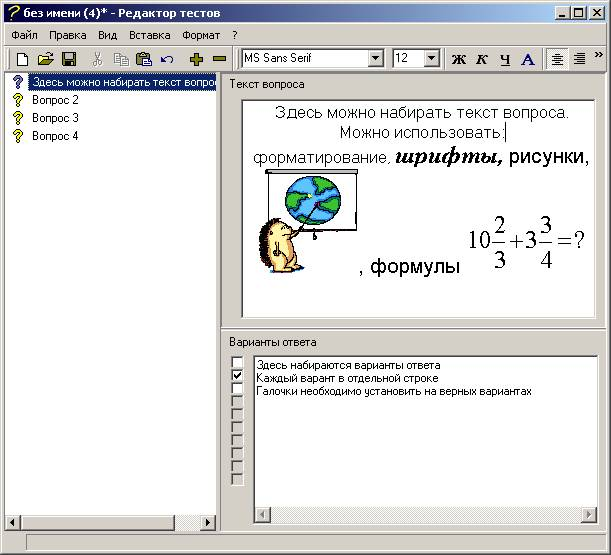 без имени (4)* - Редактор тестов
Файл Правка Вид Вставка Формат ?
MS Sans Serif 12 Ж К Ч А »
Здесь можно набирать текст вопро
Вопрос 2
Вопрос 3
Вопрос 4
Текст вопроса
Здесь можно набирать текст вопроса.
Можно использовать:
форматирование, шрифты, рисунки,
, формулы 10 2/3 + 3 3/4 = ?
Варианты ответа
Здесь набираются варианты ответа
Каждый варант в отдельной строке
Галочки необходимо установить на верных вариантах